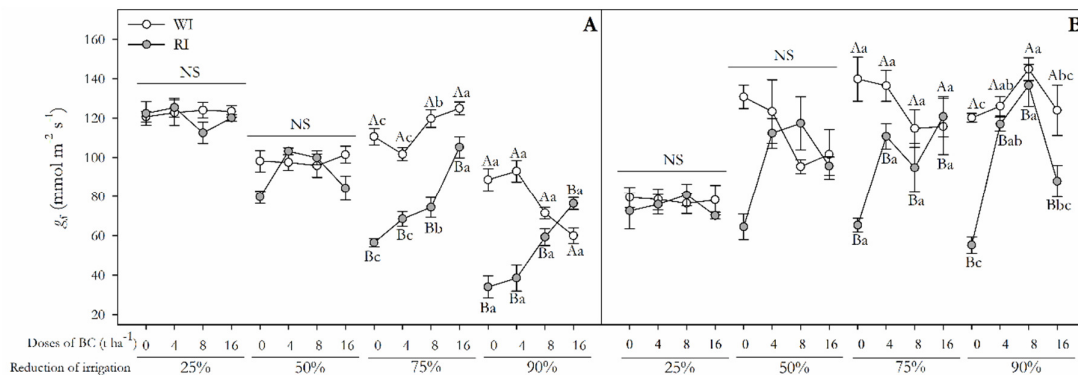 160 WI A B
RI Aa
140 NS NS Aa Aa Aa Abc
Ab Aa Aab
120 NS Ac Aa Ac
Ac Aa Aa Ba
100 Ba Ba Bab Ba
Aa NS
80 Ba Ba Bbc
Bb
60 Bc Ba Aa Ba Bc
40 Ba Ba
20
gf (mmol m-2 s-1)
Doses of BC (t ha-1) 0 4 8 16 0 4 8 16 0 4 8 16 0 4 8 16 0 4 8 16 0 4 8 16 0 4 8 16 0 4 8 16
Reduction of irrigation 25% 50% 75% 90% 25% 50% 75% 90%